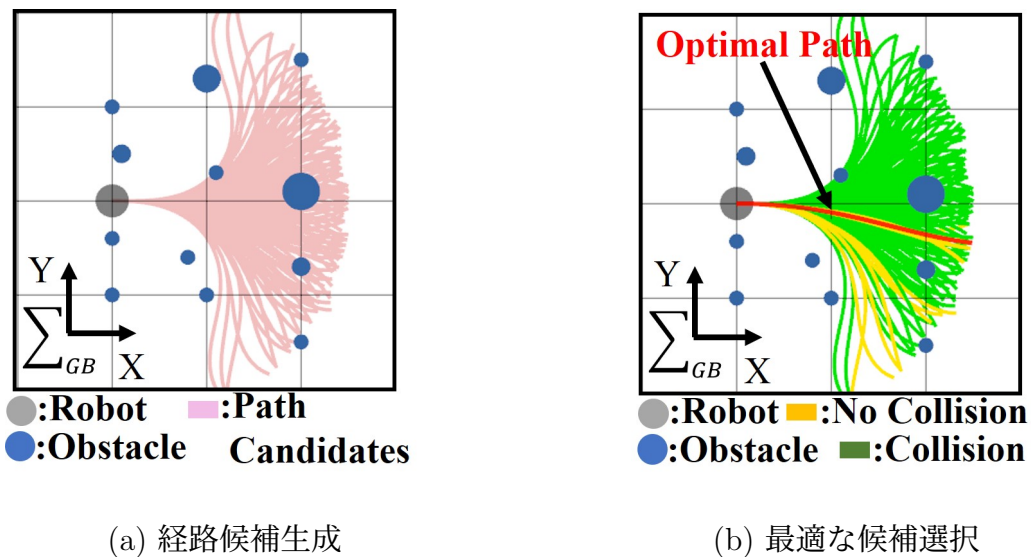 Y
∑GB
X
:Robot :Path
:Obstacle Candidates
(a) 経路候補生成
Optimal Path
Y
∑GB
X
:Robot :No Collision
:Obstacle :Collision
(b) 最適な候補選択